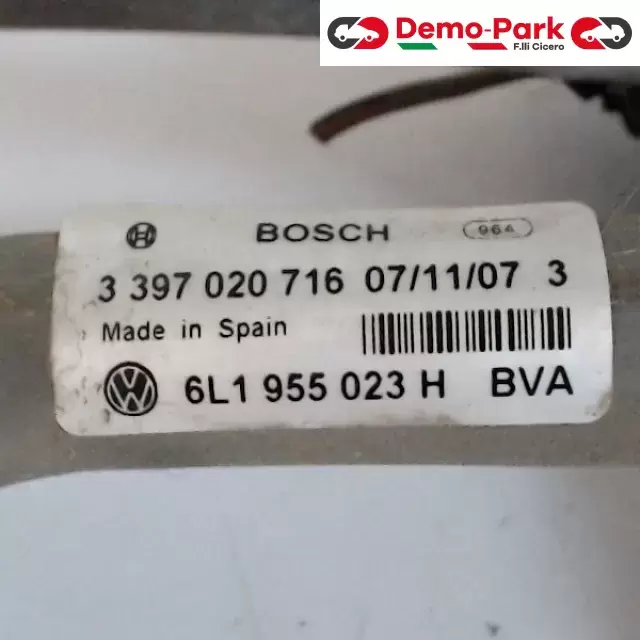 Demo-Park
F.lli Cicero
BOSCH 964
3 397 020 716 07/11/07 3
Made in Spain
6L1 955 023 H BVA